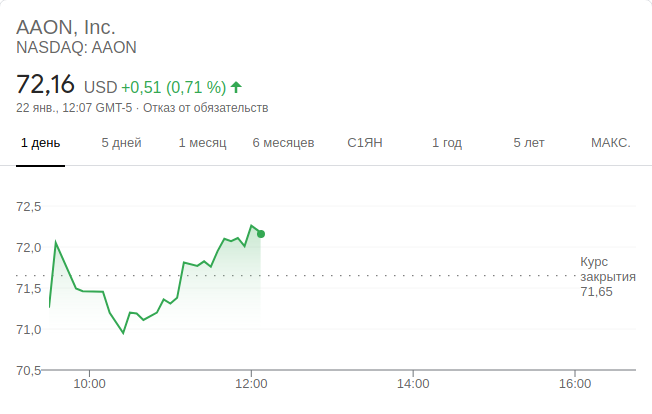 AAON, Inc.
NASDAQ: AAON
72,16 USD +0,51 (0,71 %)
22 янв., 12:07 GMT-5 · Отказ от обязательств
1 день 5 дней 1 месяц 6 месяцев С1ЯН 1 год 5 лет МАКС.
72,5
72,0
71,5
71,0
70,5
Курс
закрытия
71,65
10:00 12:00 14:00 16:00